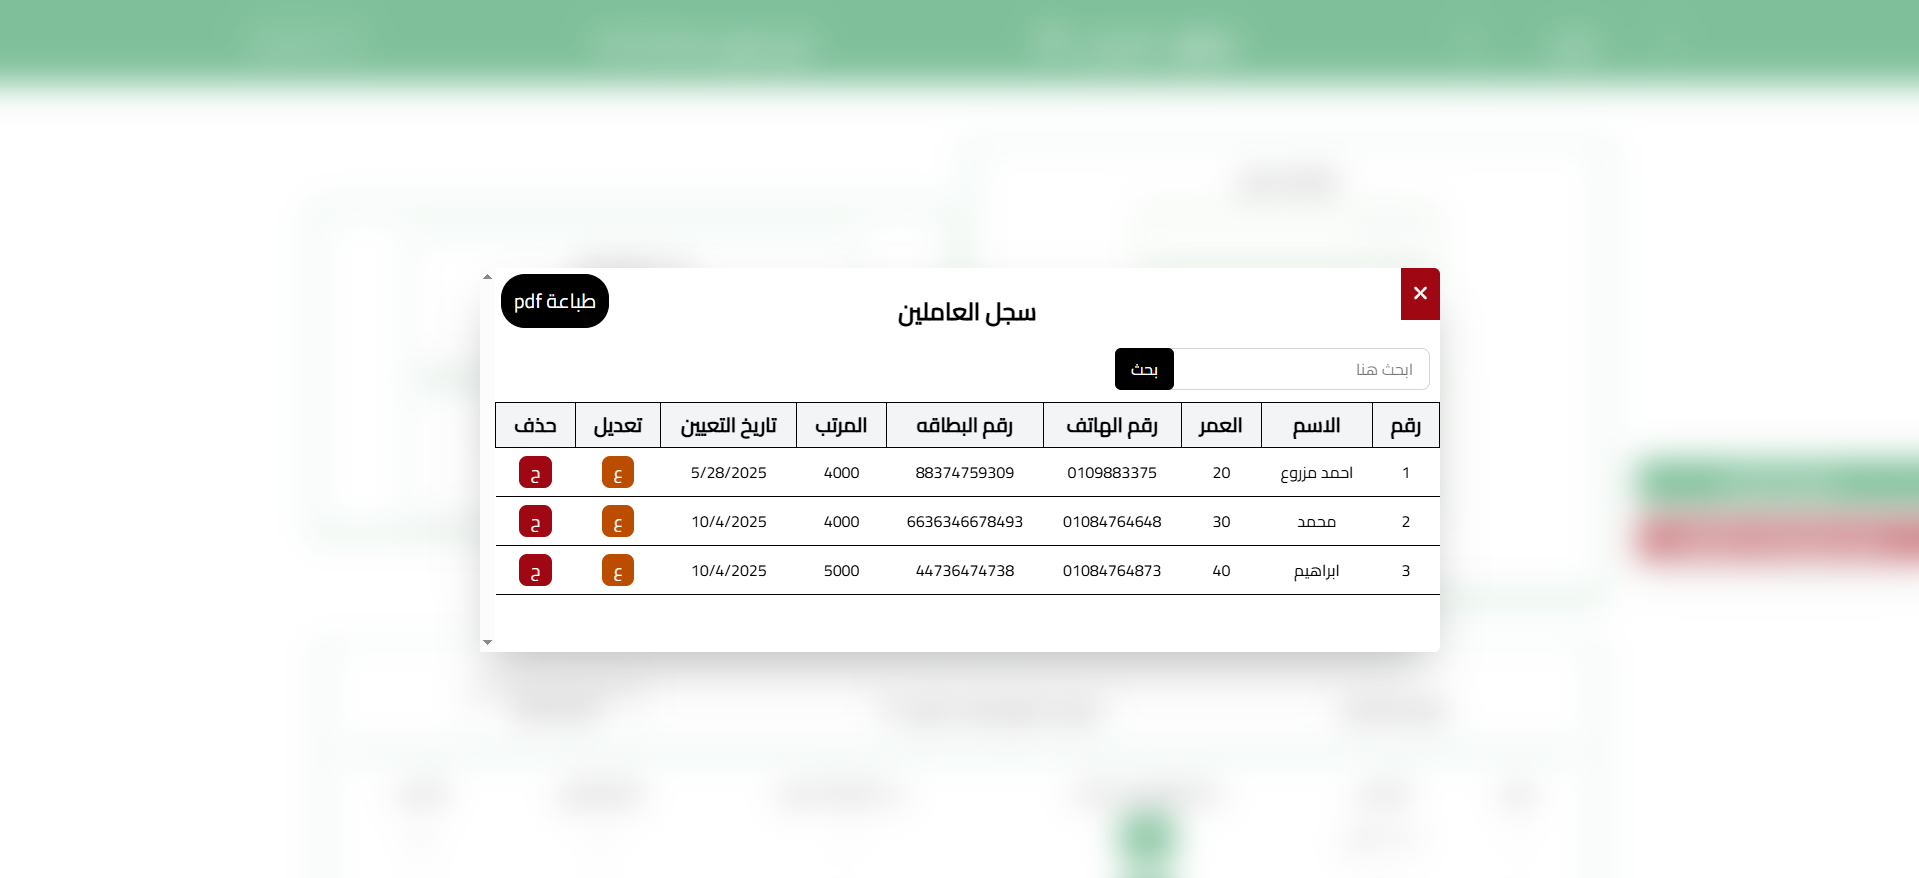 طباعة pdf
سجل العاملين
ابحث هنا بحث
رقم الاسم العمر رقم الهاتف رقم البطاقه المرتب تاريخ التعيين تعديل حذف
1 احمد مزروع 20 0109883375 88374759309 4000 5/28/2025 ع ح
2 محمد 30 01084764648 6636346678493 4000 10/4/2025 ع ح
3 ابراهيم 40 01084764873 44736474738 5000 10/4/2025 ع ح